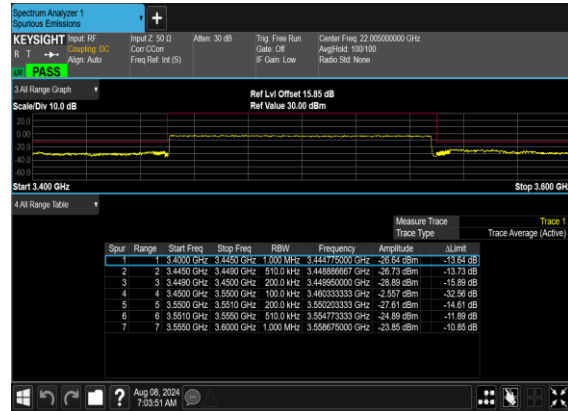 Spectrum Analyzer 1
Spurious Emissions
+
KEYSIGHT Input: RF Input Z: 50 Ω Atten: 30 dB Trig: Free Run Center Freq: 22.005000000 GHz
R T Coupling: DC Corr CCorr Gate: Off Avg|Hold: 100/100
Align: Auto Freq Ref: Int (S) IF Gain: Low Radio Std: None
PASS
3 All Range Graph
Ref Lvl Offset 15.85 dB
Scale/Div 10.0 dB Ref Value 30.00 dBm
20.0
0.00
-20.0
-40.0
-60.0
Start 3.400 GHz Stop 3.600 GH
4 All Range Table
Measure Trace Trace 1
Trace Type Trace Average (Active)
Spur Range Start Freq Stop Freq RBW Frequency Amplitude ΔLimit
1 1 3.4000 GHz 3.4450 GHz 1.000 MHz 3.444775000 GHz -26.64 dBm -13.64 dB
2 2 3.4450 GHz 3.4490 GHz 510.0 kHz 3.448886667 GHz -26.73 dBm -13.73 dB
3 3 3.4490 GHz 3.4500 GHz 200.0 kHz 3.449950000 GHz -28.89 dBm -15.89 dB
4 4 3.4500 GHz 3.5500 GHz 100.0 kHz 3.460333333 GHz -2.557 dBm -32.56 dB
5 5 3.5500 GHz 3.5510 GHz 200.0 kHz 3.550203333 GHz -27.61 dBm -14.61 dB
6 6 3.5510 GHz 3.5550 GHz 510.0 kHz 3.554773333 GHz -24.89 dBm -11.89 dB
7 7 3.5550 GHz 3.6000 GHz 1.000 MHz 3.558675000 GHz -23.85 dBm -10.85 dB
? Aug 08, 2024
7:03:51 AM